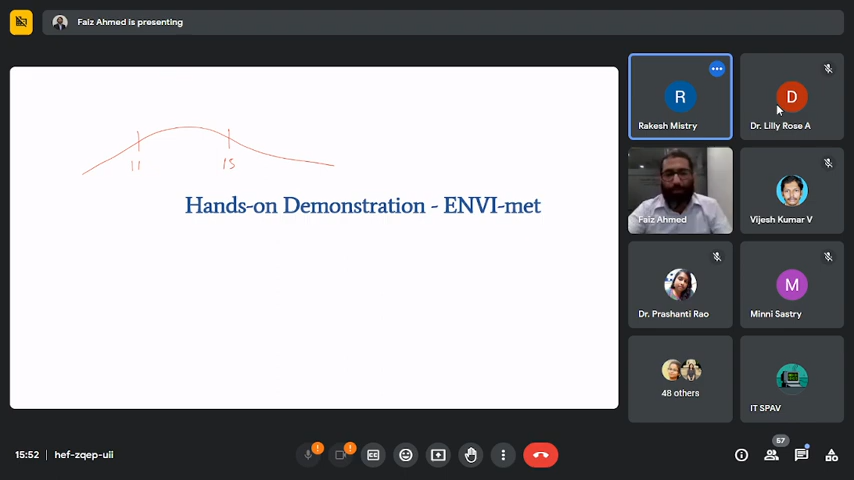 Faiz Ahmed is presenting
11
15
Hands-on Demonstration - ENVI-met
R
Rakesh Mistry
D
Dr. Lilly Rose A
Faiz Ahmed
Vijesh Kumar V
Dr. Prashanti Rao
M
Minni Sastry
48 others
IT SPAV
15:52
hef-zqep-uii
57